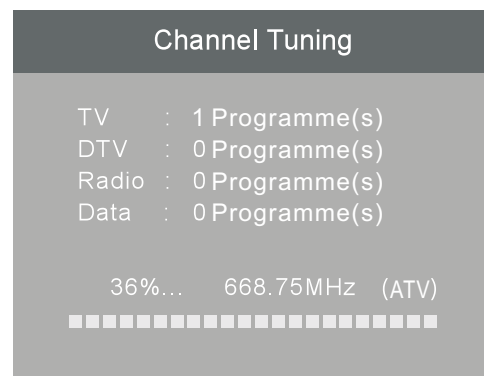 Channel Tuning
TV : 1 Programme(s)
DTV : 0 Programme(s)
Radio : 0 Programme(s)
Data : 0 Programme(s)
36%... 668.75MHz (ATV)